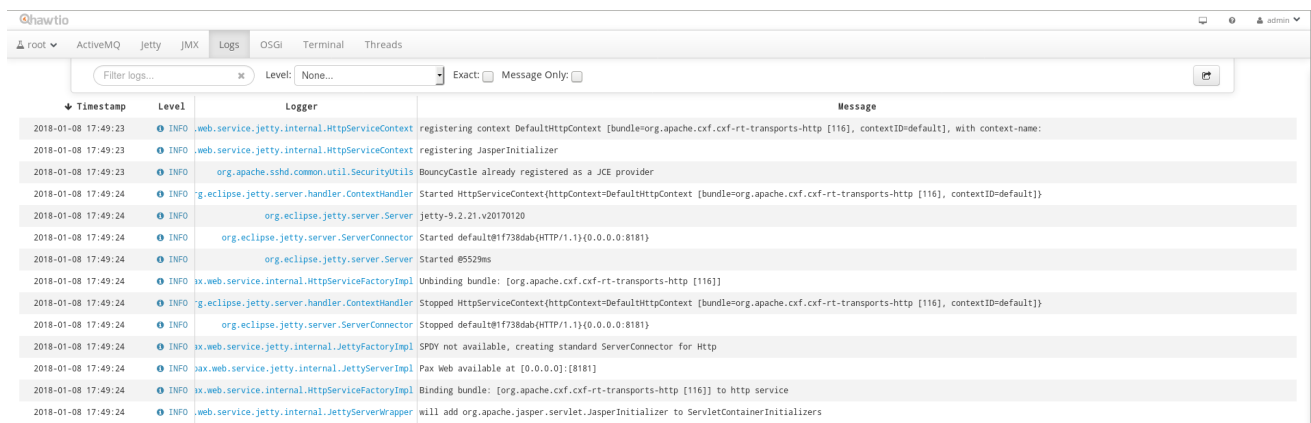 hawtio
admin
root ActiveMQ Jetty JMX Logs OSGi Terminal Threads
Filter logs... Level: None... Exact: Message Only:
Timestamp Level Logger Message
2018-01-08 17:49:23 INFO .web.service.jetty.internal.HttpServiceContext registering context DefaultHttpContext [bundle=org.apache.cxf.cxf-rt-transports-http [116], contextID=default], with context-name:
2018-01-08 17:49:23 INFO .web.service.jetty.internal.HttpServiceContext registering JasperInitializer
2018-01-08 17:49:23 INFO org.apache.sshd.common.util.SecurityUtils BouncyCastle already registered as a JCE provider
2018-01-08 17:49:24 INFO rg.eclipse.jetty.server.handler.ContextHandler Started HttpServiceContext{httpContext=DefaultHttpContext [bundle=org.apache.cxf.cxf-rt-transports-http [116], contextID=default]}
2018-01-08 17:49:24 INFO org.eclipse.jetty.server.Server jetty-9.2.21.v20170120
2018-01-08 17:49:24 INFO org.eclipse.jetty.server.ServerConnector Started default@1f738dab{HTTP/1.1}{0.0.0.0:8181}
2018-01-08 17:49:24 INFO org.eclipse.jetty.server.Server Started @5529ms
2018-01-08 17:49:24 INFO ax.web.service.internal.HttpServiceFactoryImpl Unbinding bundle: [org.apache.cxf.cxf-rt-transports-http [116]]
2018-01-08 17:49:24 INFO rg.eclipse.jetty.server.handler.ContextHandler Stopped HttpServiceContext{httpContext=DefaultHttpContext [bundle=org.apache.cxf.cxf-rt-transports-http [116], contextID=default]}
2018-01-08 17:49:24 INFO org.eclipse.jetty.server.ServerConnector Stopped default@1f738dab{HTTP/1.1}{0.0.0.0:8181}
2018-01-08 17:49:24 INFO ax.web.service.jetty.internal.JettyFactoryImpl SPDY not available, creating standard ServerConnector for Http
2018-01-08 17:49:24 INFO pax.web.service.jetty.internal.JettyServerImpl Pax Web available at [0.0.0.0]:[8181]
2018-01-08 17:49:24 INFO ax.web.service.internal.HttpServiceFactoryImpl Binding bundle: [org.apache.cxf.cxf-rt-transports-http [116]] to http service
2018-01-08 17:49:24 INFO .web.service.jetty.internal.JettyServerWrapper will add org.apache.jasper.servlet.JasperInitializer to ServletContainerInitializers